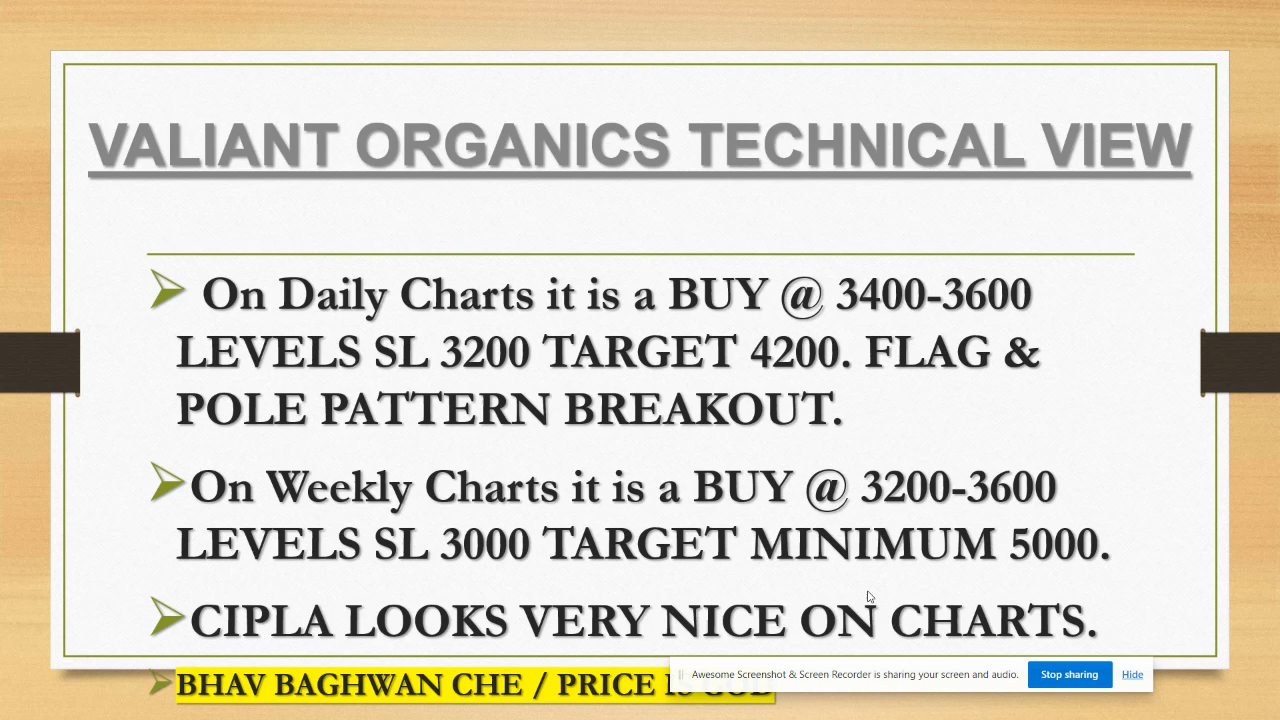 VALIANT ORGANICS TECHNICAL VIEW
On Daily Charts it is a BUY @ 3400-3600
LEVELS SL 3200 TARGET 4200. FLAG &
POLE PATTERN BREAKOUT.
On Weekly Charts it is a BUY @ 3200-3600
LEVELS SL 3000 TARGET MINIMUM 5000.
CIPLA LOOKS VERY NICE ON CHARTS.
BHAV BAGHWAN CHE / PRICE IS GOD
Awesome Screenshot & Screen Recorder is sharing your screen and audio. Stop sharing Hide